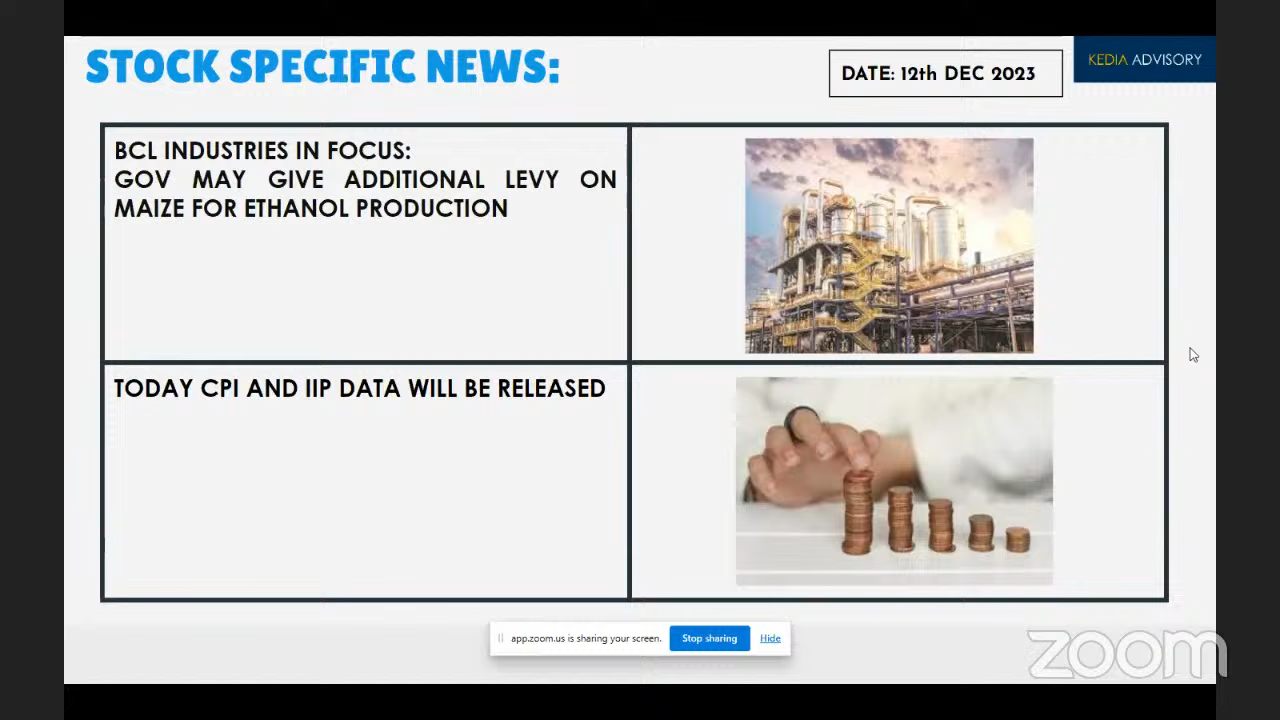 STOCK SPECIFIC NEWS:
DATE: 12th DEC 2023
KEDIA ADVISORY
BCL INDUSTRIES IN FOCUS:
GOV MAY GIVE ADDITIONAL LEVY ON
MAIZE FOR ETHANOL PRODUCTION
TODAY CPI AND IIP DATA WILL BE RELEASED
app.zoom.us is sharing your screen.
Stop sharing
Hide
zoom